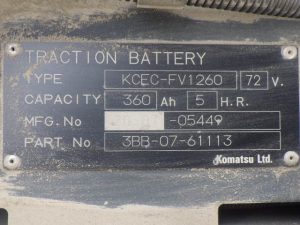 TRACTION BATTERY
TYPE KCEC-FV1260 72 V.
CAPACITY 360 Ah 5 H.R.
MFG. No -05449
PART No 3BB-07-61113
Komatsu Ltd.